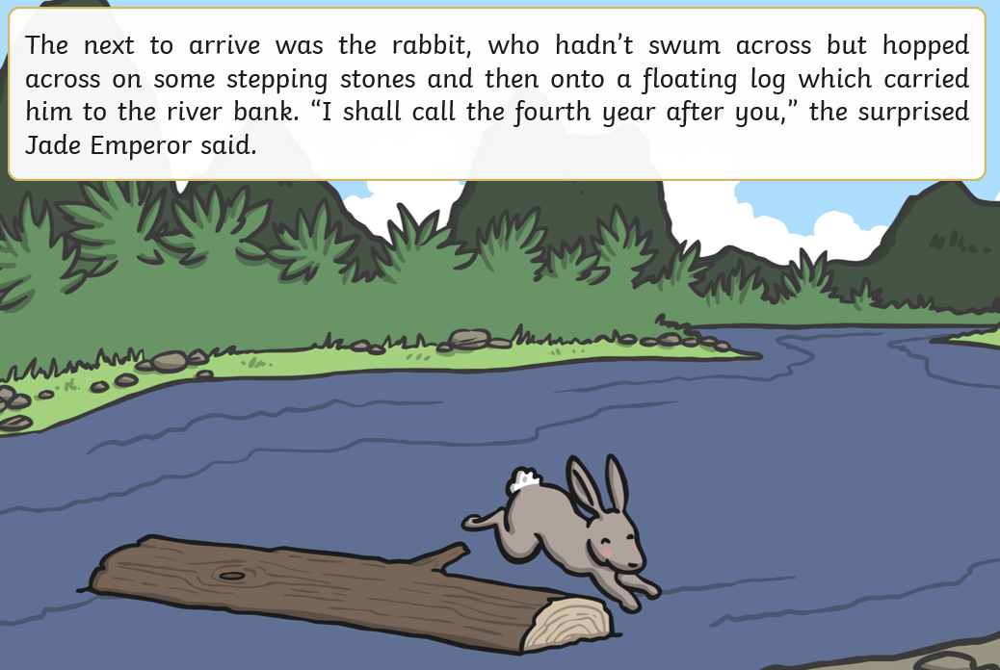 The next to arrive was the rabbit, who hadn’t swum across but hopped
across on some stepping stones and then onto a floating log which carried
him to the river bank. “I shall call the fourth year after you,” the surprised
Jade Emperor said.